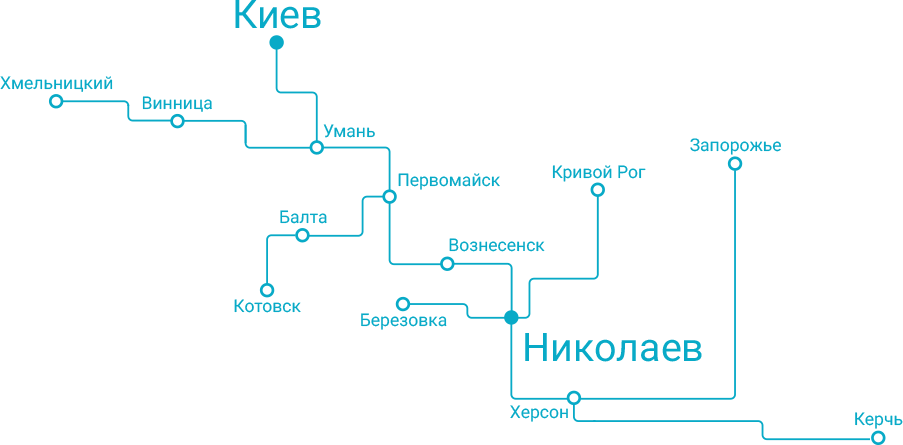 Киев
Хмельницкий
Винница
Умань
Запорожье
Кривой Рог
Первомайск
Балта
Вознесенск
Котовск
Березовка
Николаев
Херсон
Керчь